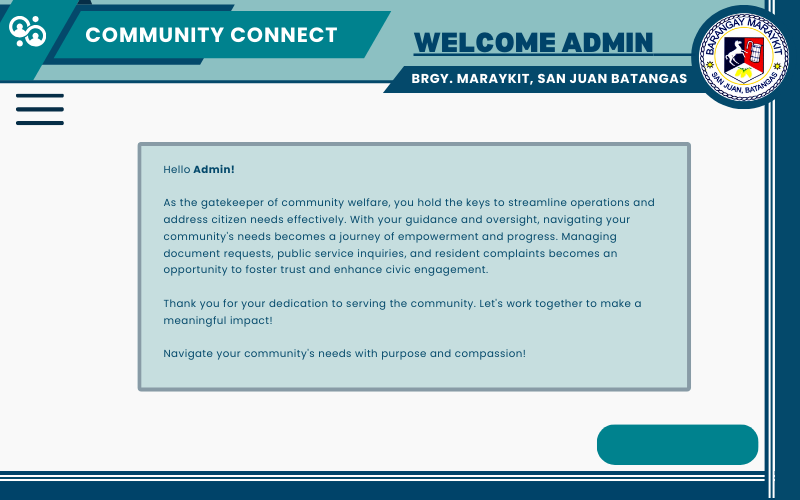 COMMUNITY CONNECT
WELCOME ADMIN
BRGY. MARAYKIT, SAN JUAN BATANGAS
BARANGAY MARAYKIT
SAN JUAN, BATANGAS
Hello Admin!
As the gatekeeper of community welfare, you hold the keys to streamline operations and
address citizen needs effectively. With your guidance and oversight, navigating your
community's needs becomes a journey of empowerment and progress. Managing
document requests, public service inquiries, and resident complaints becomes an
opportunity to foster trust and enhance civic engagement.
Thank you for your dedication to serving the community. Let's work together to make a
meaningful impact!
Navigate your community's needs with purpose and compassion!